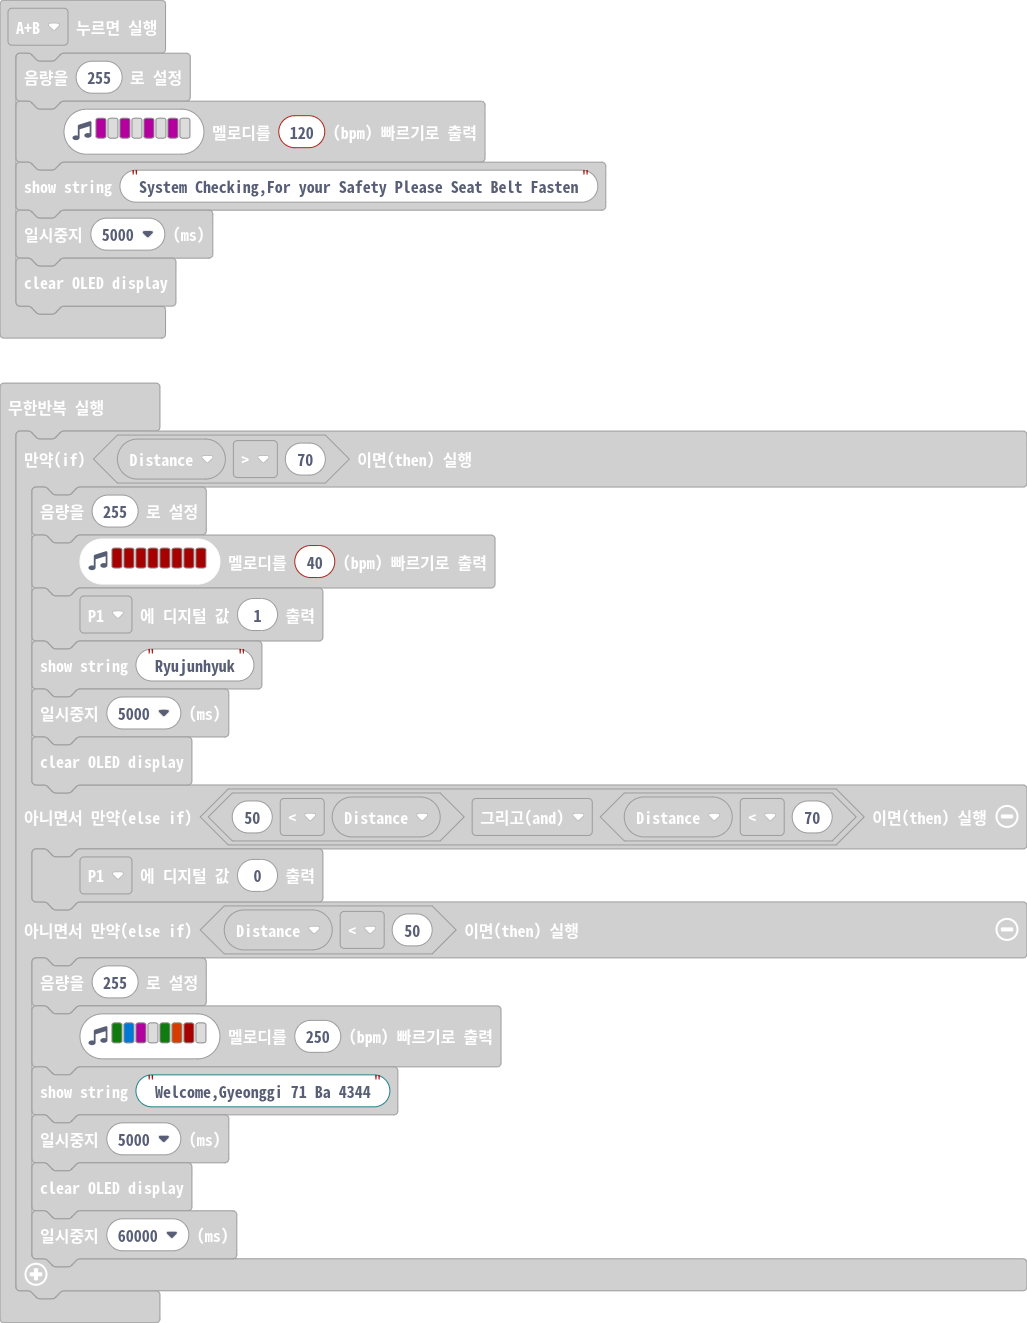 A+B 누르면 실행
음량을 255 로 설정
멜로디를 120 (bpm) 빠르기로 출력
show string "System Checking,For your Safety Please Seat Belt Fasten"
일시중지 5000 (ms)
clear OLED display
무한반복 실행
만약(if) Distance > 70 이면(then) 실행
음량을 255 로 설정
멜로디를 40 (bpm) 빠르기로 출력
P1 에 디지털 값 1 출력
show string "Ryujunhyuk"
일시중지 5000 (ms)
clear OLED display
아니면서 만약(else if) 50 < Distance 그리고(and) Distance < 70 이면(then) 실행
P1 에 디지털 값 0 출력
아니면서 만약(else if) Distance < 50 이면(then) 실행
음량을 255 로 설정
멜로디를 250 (bpm) 빠르기로 출력
show string "Welcome,Gyeonggi 71 Ba 4344"
일시중지 5000 (ms)
clear OLED display
일시중지 60000 (ms)